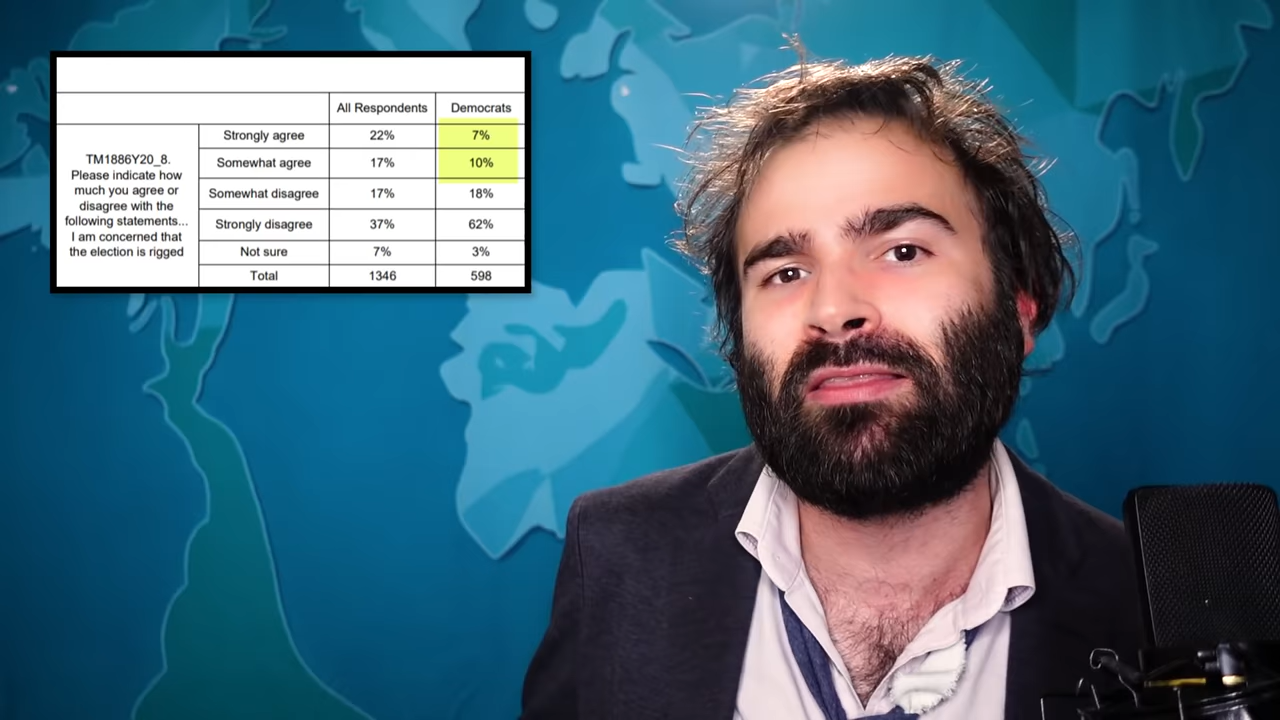 All Respondents Democrats
Strongly agree 22% 7%
TM1886Y20_8.
Please indicate how
much you agree or
disagree with the
following statements...
I am concerned that
the election is rigged
Somewhat agree 17% 10%
Somewhat disagree 17% 18%
Strongly disagree 37% 62%
Not sure 7% 3%
Total 1346 598